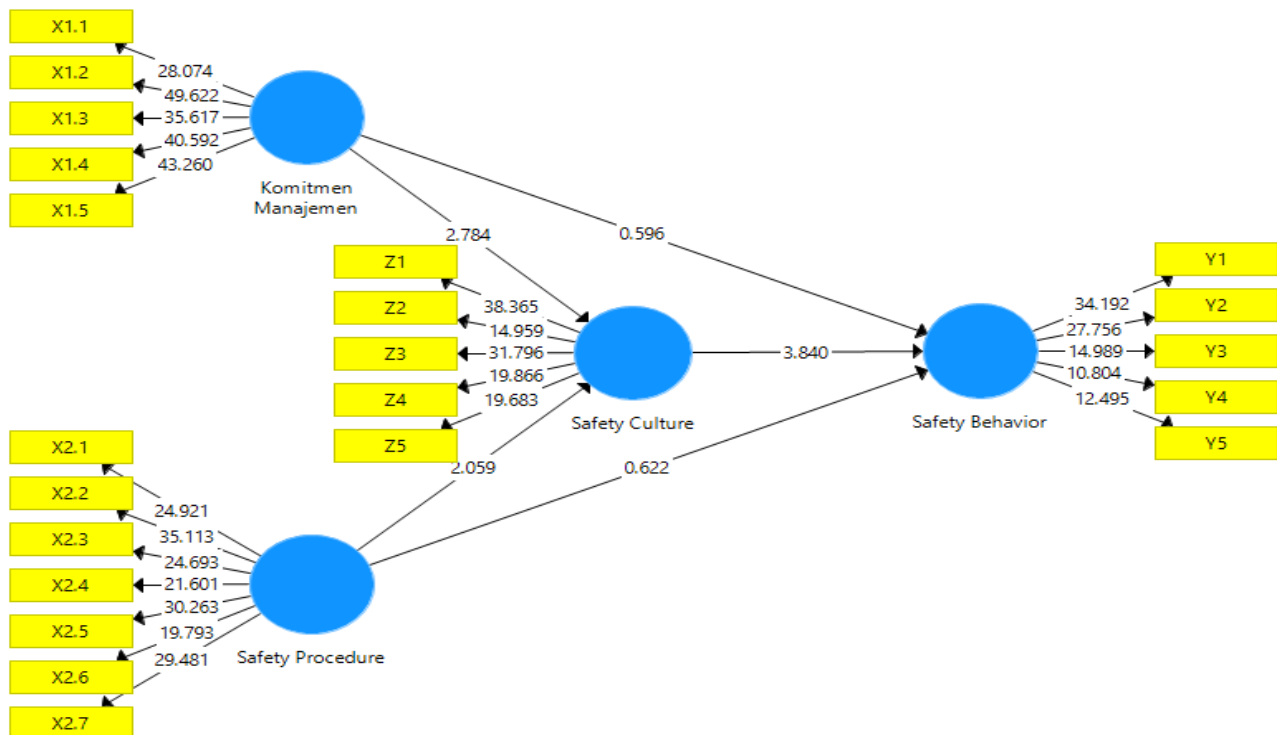 X1.1
X1.2
X1.3
X1.4
X1.5
28.074
49.622
35.617
40.592
43.260
Komitmen
Manajemen
2.784
0.596
Z1
Z2
Z3
Z4
Z5
38.365
14.959
31.796
19.866
19.683
Safety Culture
3.840
Y1
Y2
Y3
Y4
Y5
34.192
27.756
14.989
10.804
12.495
Safety Behavior
2.059
0.622
X2.1
X2.2
X2.3
X2.4
X2.5
X2.6
X2.7
24.921
35.113
24.693
21.601
30.263
19.793
29.481
Safety Procedure